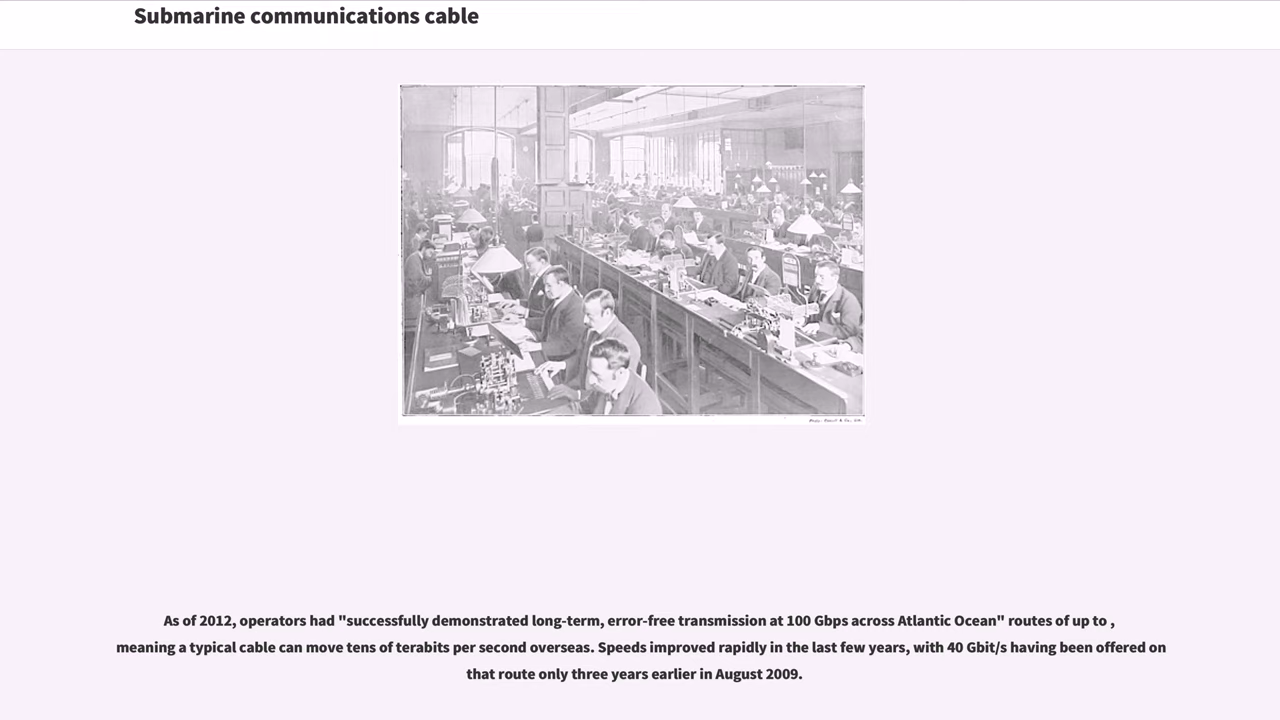 Submarine communications cable
As of 2012, operators had "successfully demonstrated long-term, error-free transmission at 100 Gbps across Atlantic Ocean" routes of up to ,
meaning a typical cable can move tens of terabits per second overseas. Speeds improved rapidly in the last few years, with 40 Gbit/s having been offered on
that route only three years earlier in August 2009.